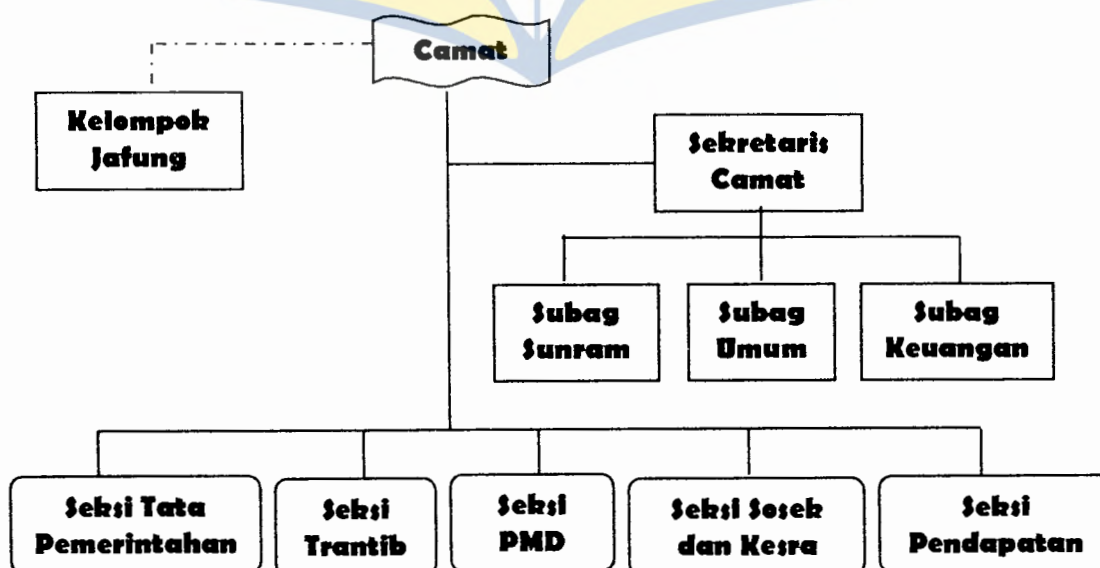 Camat
Kelompok
Jafung
Sekretaris
Camat
Subag
Sunram
Subag
Umum
Subag
Keuangan
Seksi Tata
Pemerintahan
Seksi
Trantib
Seksi
PMD
Seksi Sosek
dan Kesra
Seksi
Pendapatan